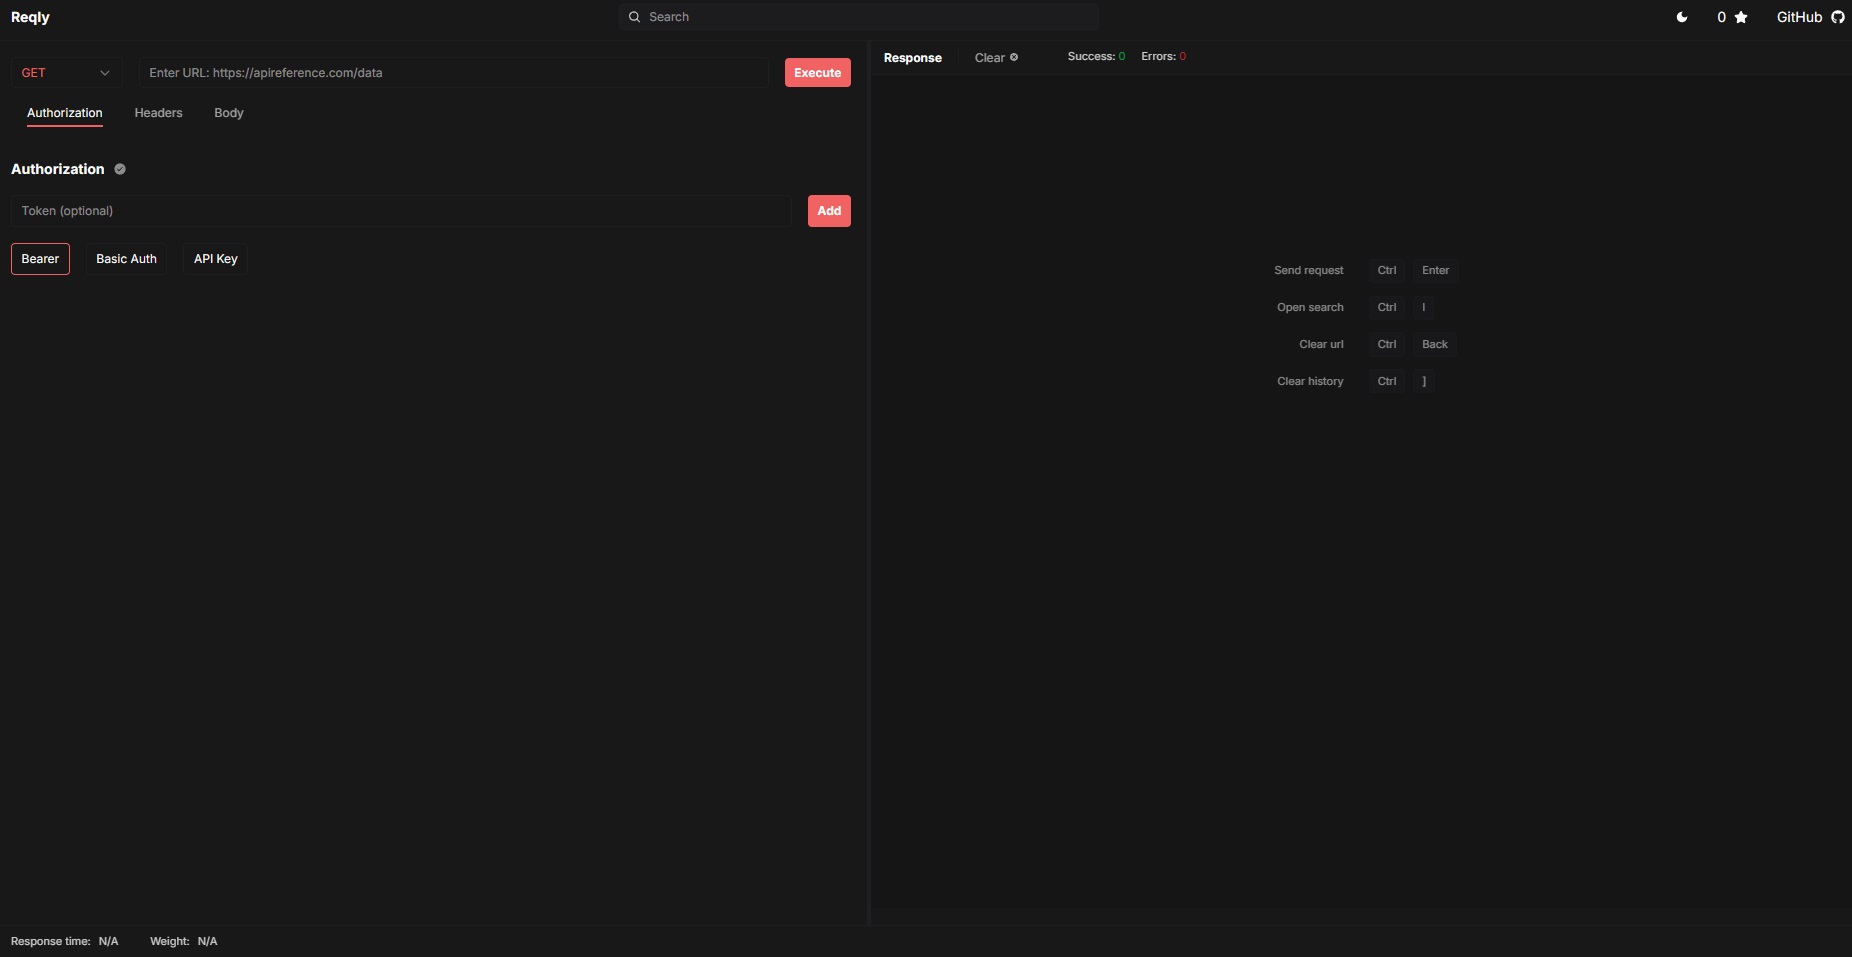 Reqly
Search
0
GitHub
GET
Enter URL: https://apireference.com/data
Execute
Authorization
Headers
Body
Authorization
Token (optional)
Add
Bearer
Basic Auth
API Key
Response
Clear
Success: 0
Errors: 0
Send request Ctrl Enter
Open search Ctrl I
Clear url Ctrl Back
Clear history Ctrl ]
Response time: N/A
Weight: N/A